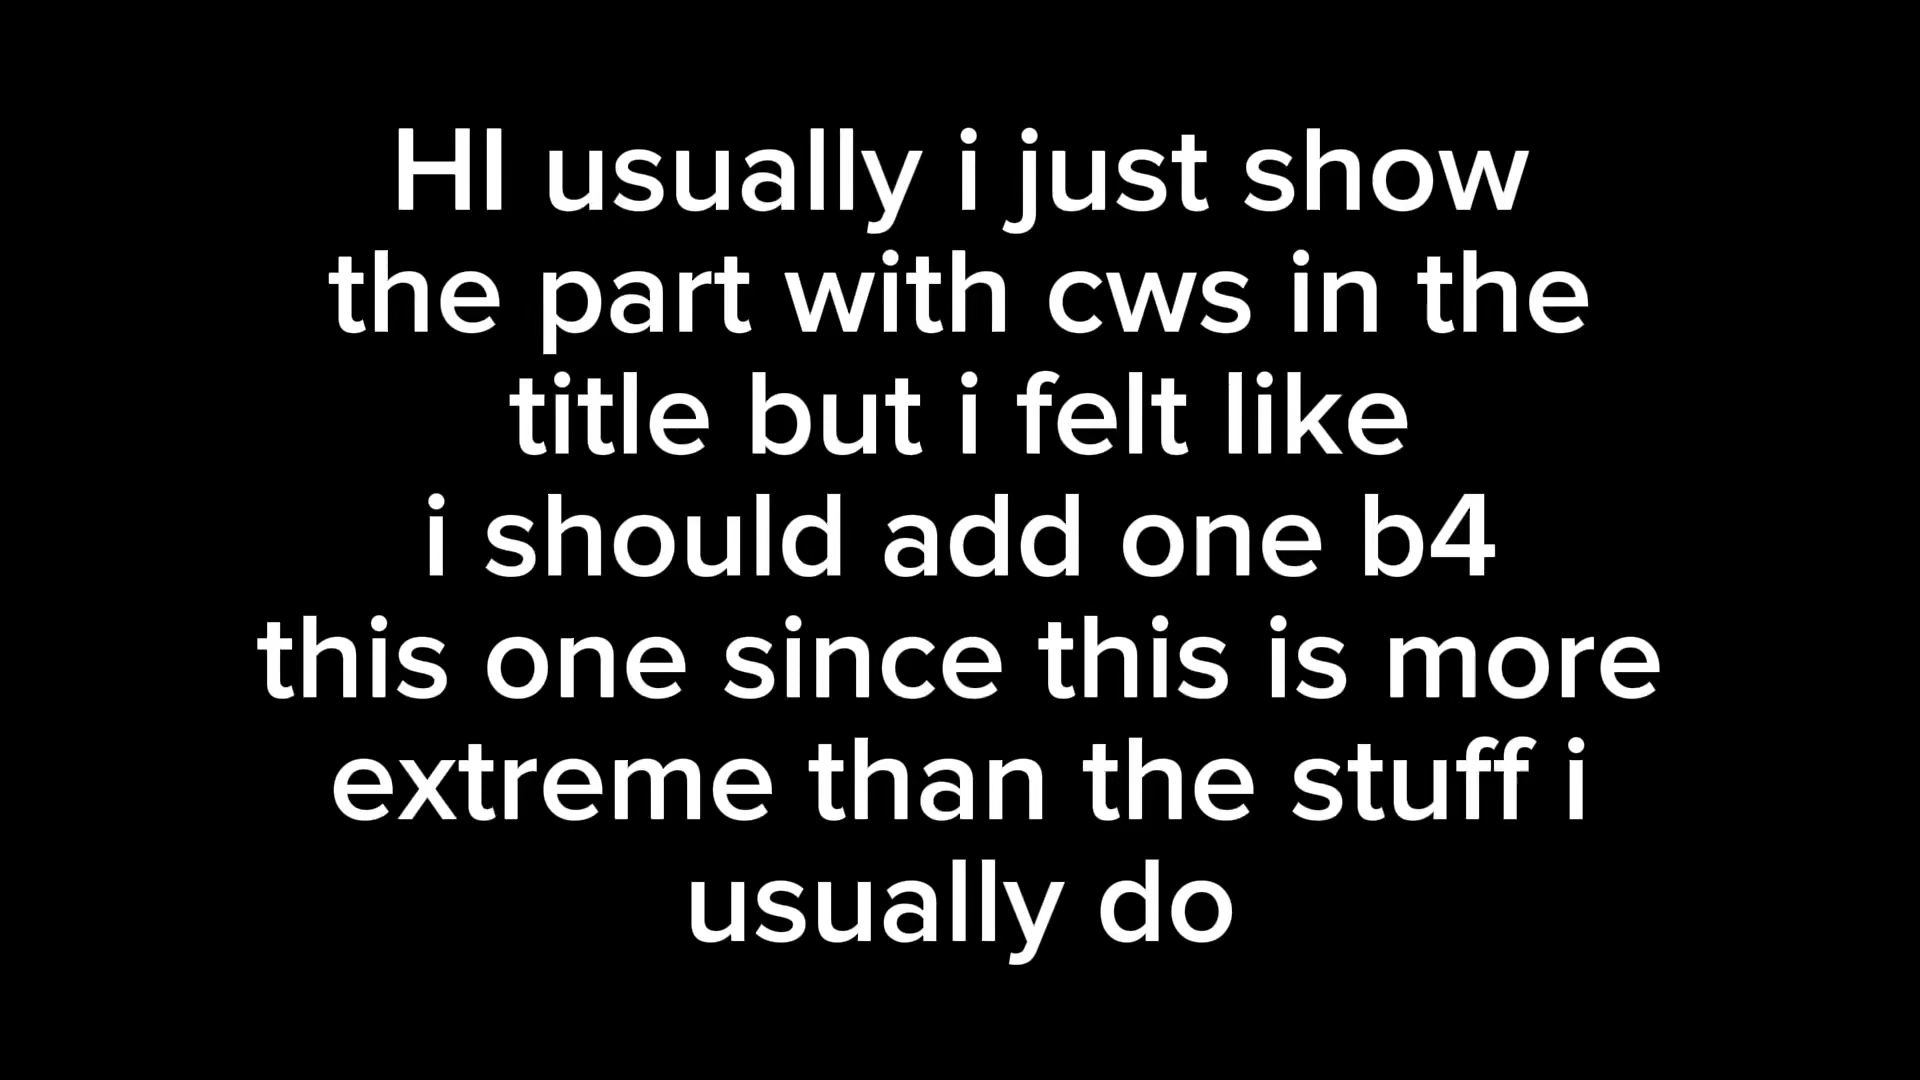 HI usually i just show
the part with cws in the
title but i felt like
i should add one b4
this one since this is more
extreme than the stuff i
usually do